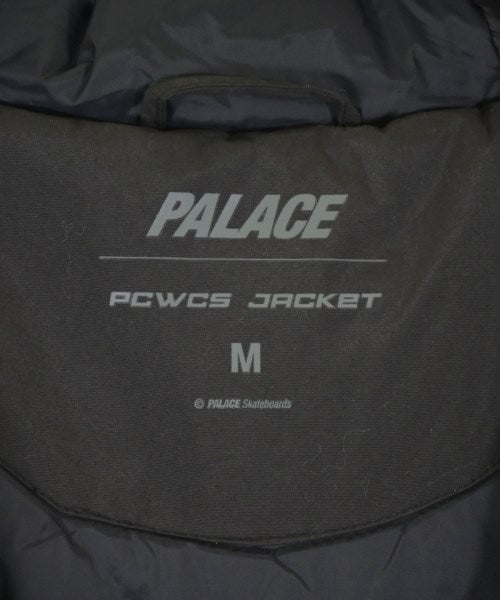 PALACE
PCWCS JACKET
M
© PALACE Skateboards